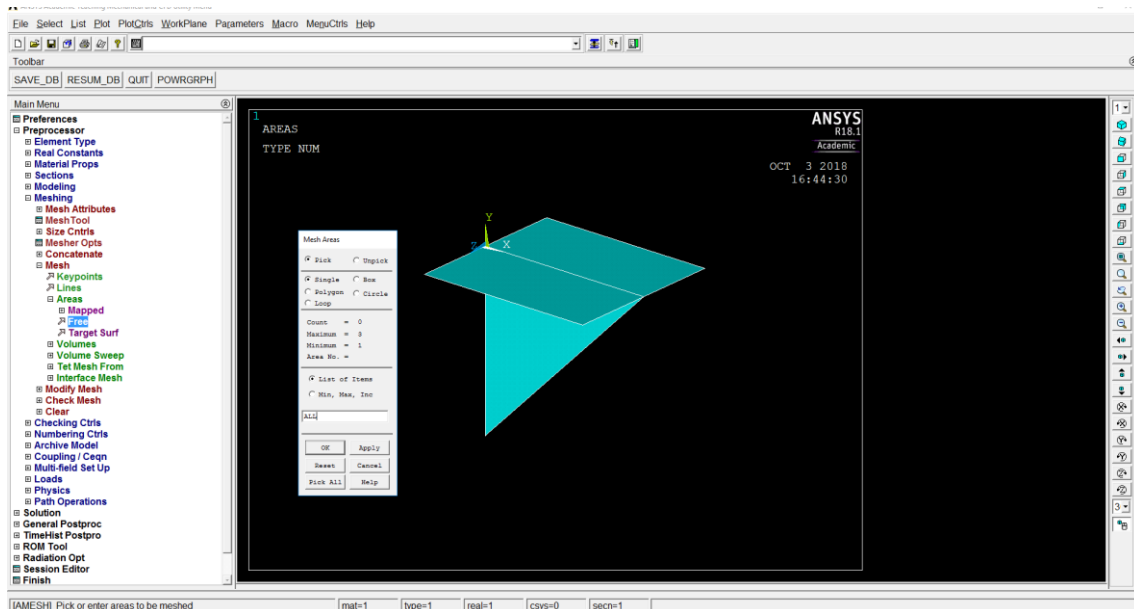 File Select List Plot PlotCtrls WorkPlane Parameters Macro MenuCtrls Help
Toolbar
SAVE_DB RESUM_DB QUIT POWRGRPH
Main Menu
Preferences
Preprocessor
Element Type
Real Constants
Material Props
Sections
Modeling
Meshing
Mesh Attributes
MeshTool
Size Cntrls
Mesher Opts
Concatenate
Mesh
Keypoints
Lines
Areas
Mapped
Free
Target Surf
Volumes
Volume Sweep
Tet Mesh From
Interface Mesh
Modify Mesh
Check Mesh
Clear
Checking Ctrls
Numbering Ctrls
Archive Model
Coupling / Ceqn
Multi-field Set Up
Loads
Physics
Path Operations
Solution
General Postproc
TimeHist Postpro
ROM Tool
Radiation Opt
Session Editor
Finish
1
AREAS
TYPE NUM
ANSYS
R18.1
Academic
OCT 3 2018
16:44:30
Y
Z X
Mesh Areas
Pick Unpick
Single Box
Polygon Circle
Loop
Count = 0
Maximum = 3
Minimum = 1
Area No. =
List of Items
Min, Max, Inc
ALL
OK Apply
Reset Cancel
Pick All Help
1
3
[AMESH] Pick or enter areas to be meshed mat=1 type=1 real=1 csys=0 secn=1